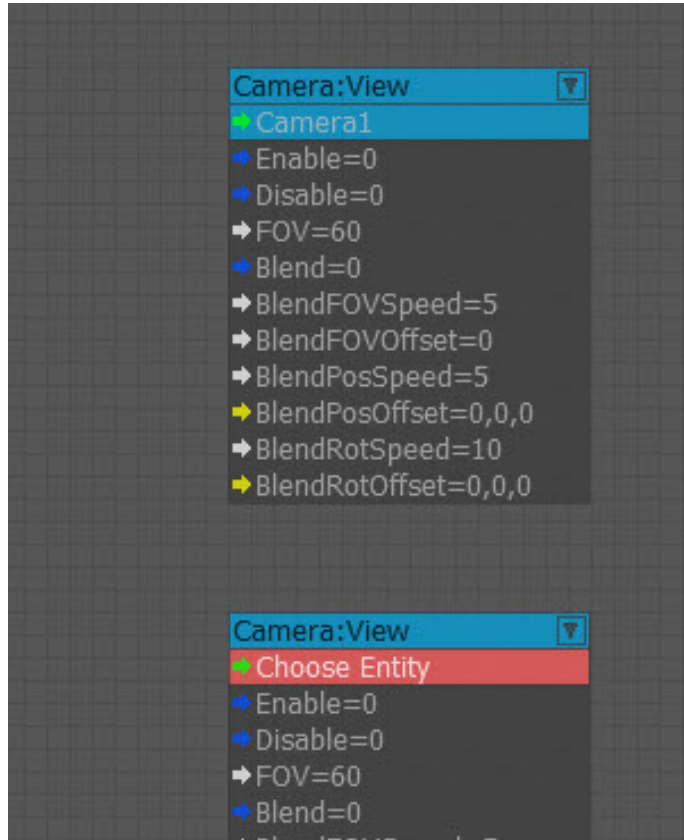 Camera:View
Camera1
Enable=0
Disable=0
FOV=60
Blend=0
BlendFOVSpeed=5
BlendFOVOffset=0
BlendPosSpeed=5
BlendPosOffset=0,0,0
BlendRotSpeed=10
BlendRotOffset=0,0,0
Camera:View
Choose Entity
Enable=0
Disable=0
FOV=60
Blend=0